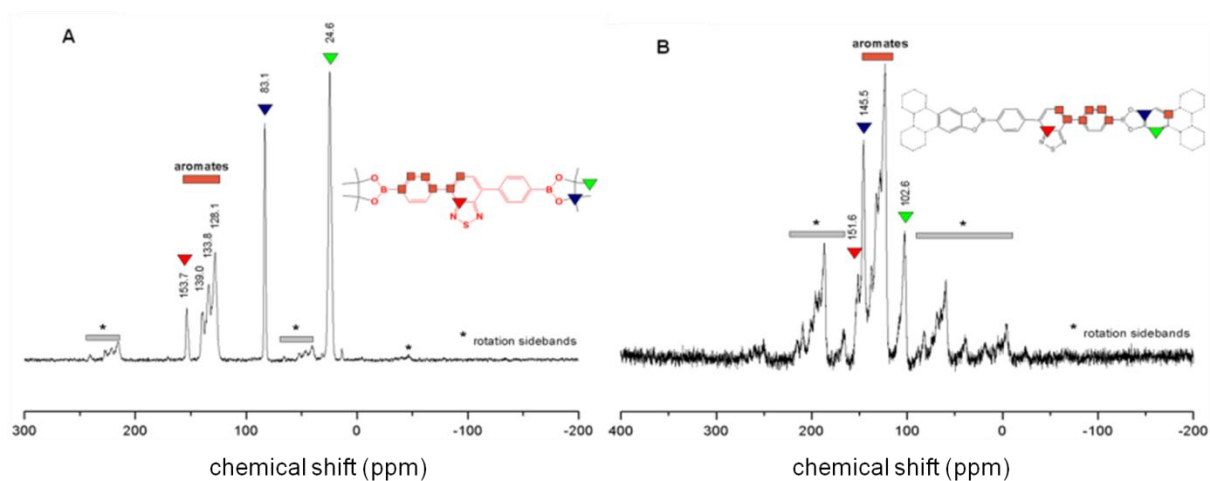 A
24.6
83.1
aromates
128.1
133.8
139.0
153.7
O
O
B
B
O
O
N
N
S
*
*
*
* rotation sidebands
300
200
100
0
-100
-200
chemical shift (ppm)
B
aromates
145.5
151.6
102.6
O
O
B
B
O
O
N
N
S
*
*
* rotation sidebands
400
300
200
100
0
-100
-200
chemical shift (ppm)